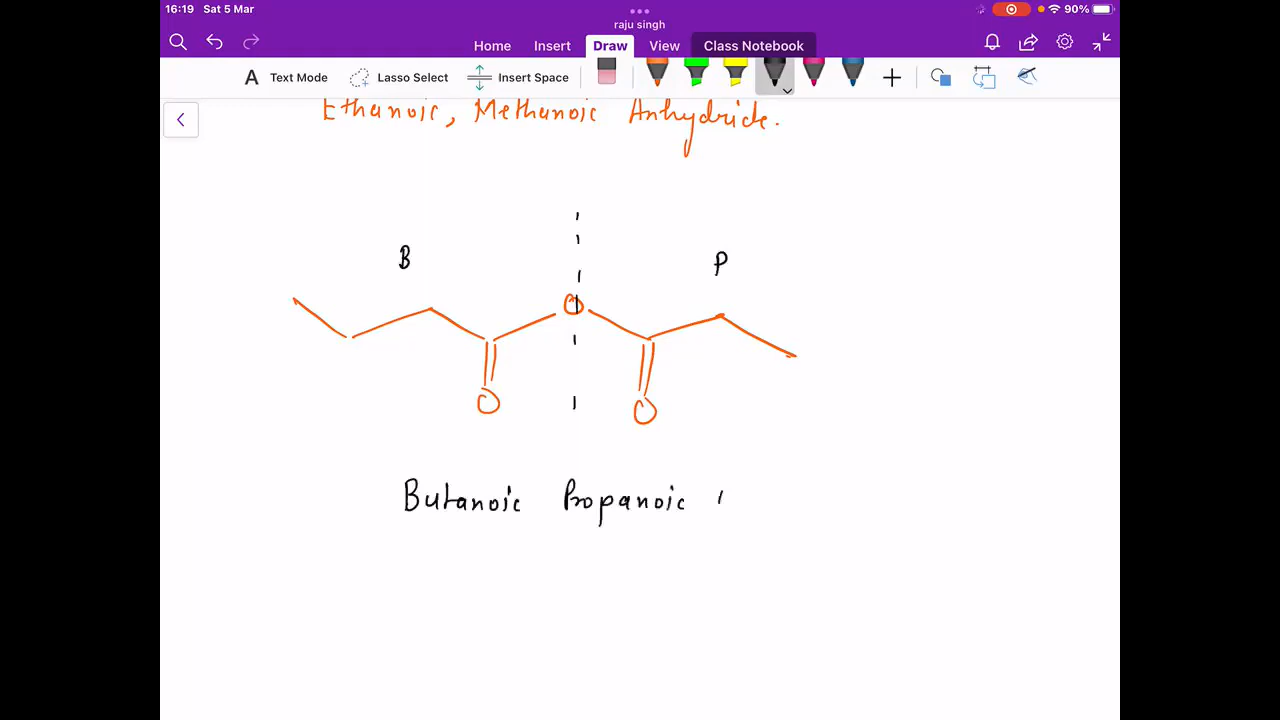 16:19 Sat 5 Mar
90%
raju singh
Home Insert Draw View Class Notebook
A Text Mode Lasso Select Insert Space
Ethanoic, Methanoic Anhydride.
B P
O
O O
Butanoic Propanoic